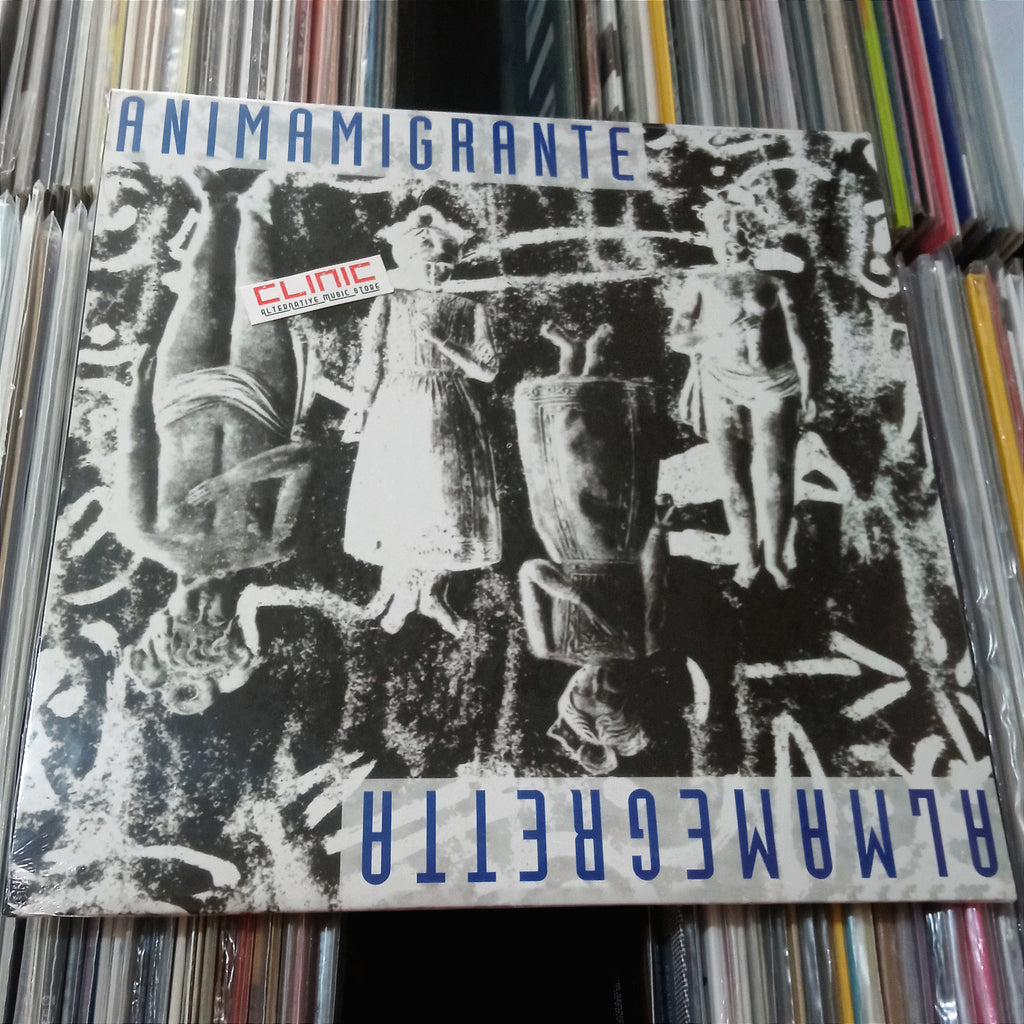 ANIMAMIGRANTE
CLINIC
ALTERNATIVE MUSIC STORE
ALMAMEGRETTA